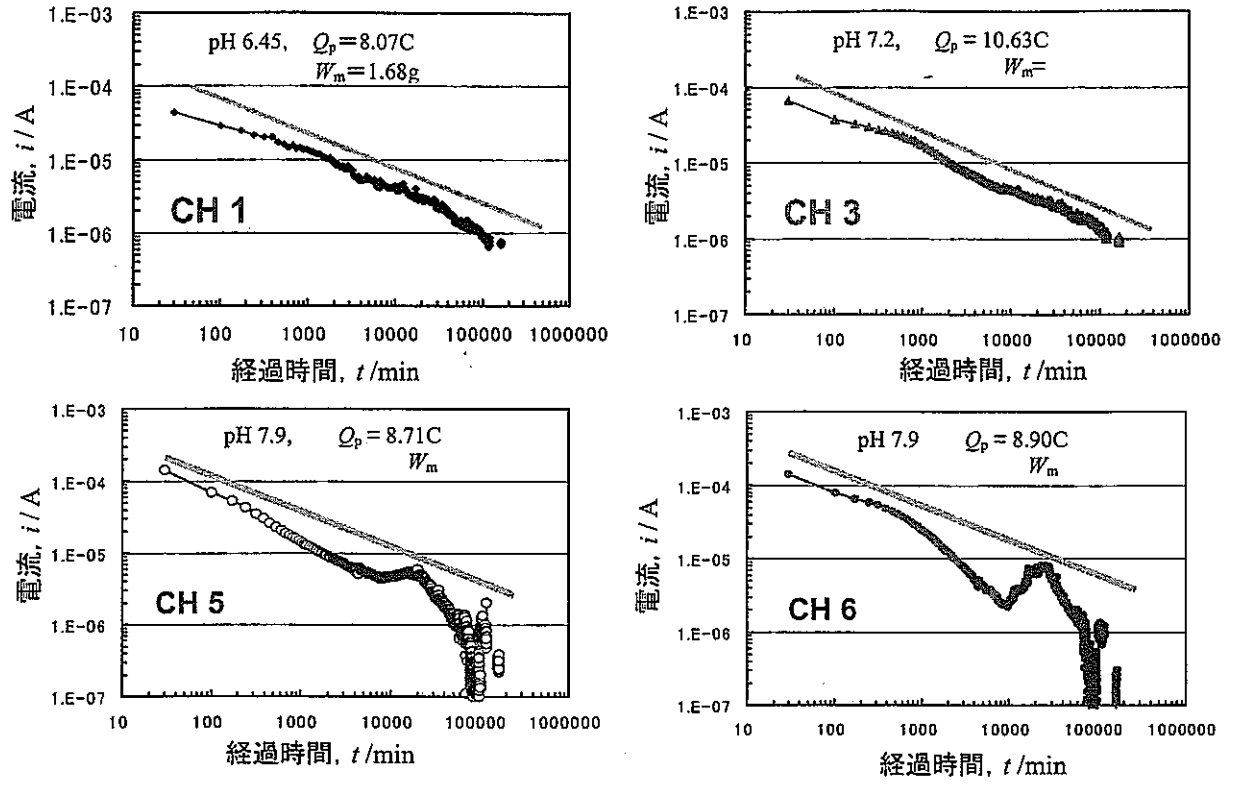 1.E-03
1.E-04
1.E-05
1.E-06
1.E-07
電流, i / A
pH 6.45, Qp=8.07C
Wm=1.68g
CH 1
10 100 1000 10000 100000 1000000
経過時間, t /min
1.E-03
1.E-04
1.E-05
1.E-06
1.E-07
電流, i / A
pH 7.2, Qp = 10.63C
Wm=
CH 3
10 100 1000 10000 100000 1000000
経過時間, t /min
1.E-03
1.E-04
1.E-05
1.E-06
1.E-07
電流, i / A
pH 7.9, Qp = 8.71C
Wm
CH 5
10 100 1000 10000 100000 1000000
経過時間, t /min
1.E-03
1.E-04
1.E-05
1.E-06
1.E-07
電流, i / A
pH 7.9 Qp = 8.90C
Wm
CH 6
10 100 1000 10000 100000 1000000
経過時間, t /min